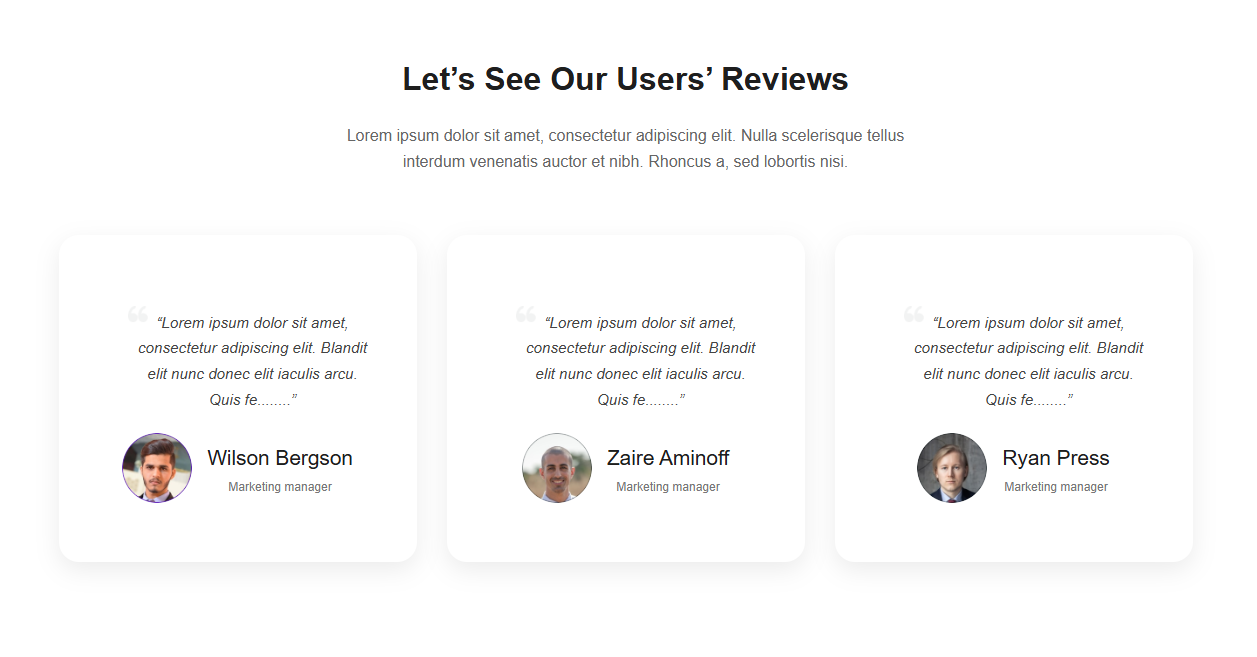 Let’s See Our Users’ Reviews
Lorem ipsum dolor sit amet, consectetur adipiscing elit. Nulla scelerisque tellus
interdum venenatis auctor et nibh. Rhoncus a, sed lobortis nisi.
“Lorem ipsum dolor sit amet,
consectetur adipiscing elit. Blandit
elit nunc donec elit iaculis arcu.
Quis fe........”
Wilson Bergson
Marketing manager
“Lorem ipsum dolor sit amet,
consectetur adipiscing elit. Blandit
elit nunc donec elit iaculis arcu.
Quis fe........”
Zaire Aminoff
Marketing manager
“Lorem ipsum dolor sit amet,
consectetur adipiscing elit. Blandit
elit nunc donec elit iaculis arcu.
Quis fe........”
Ryan Press
Marketing manager